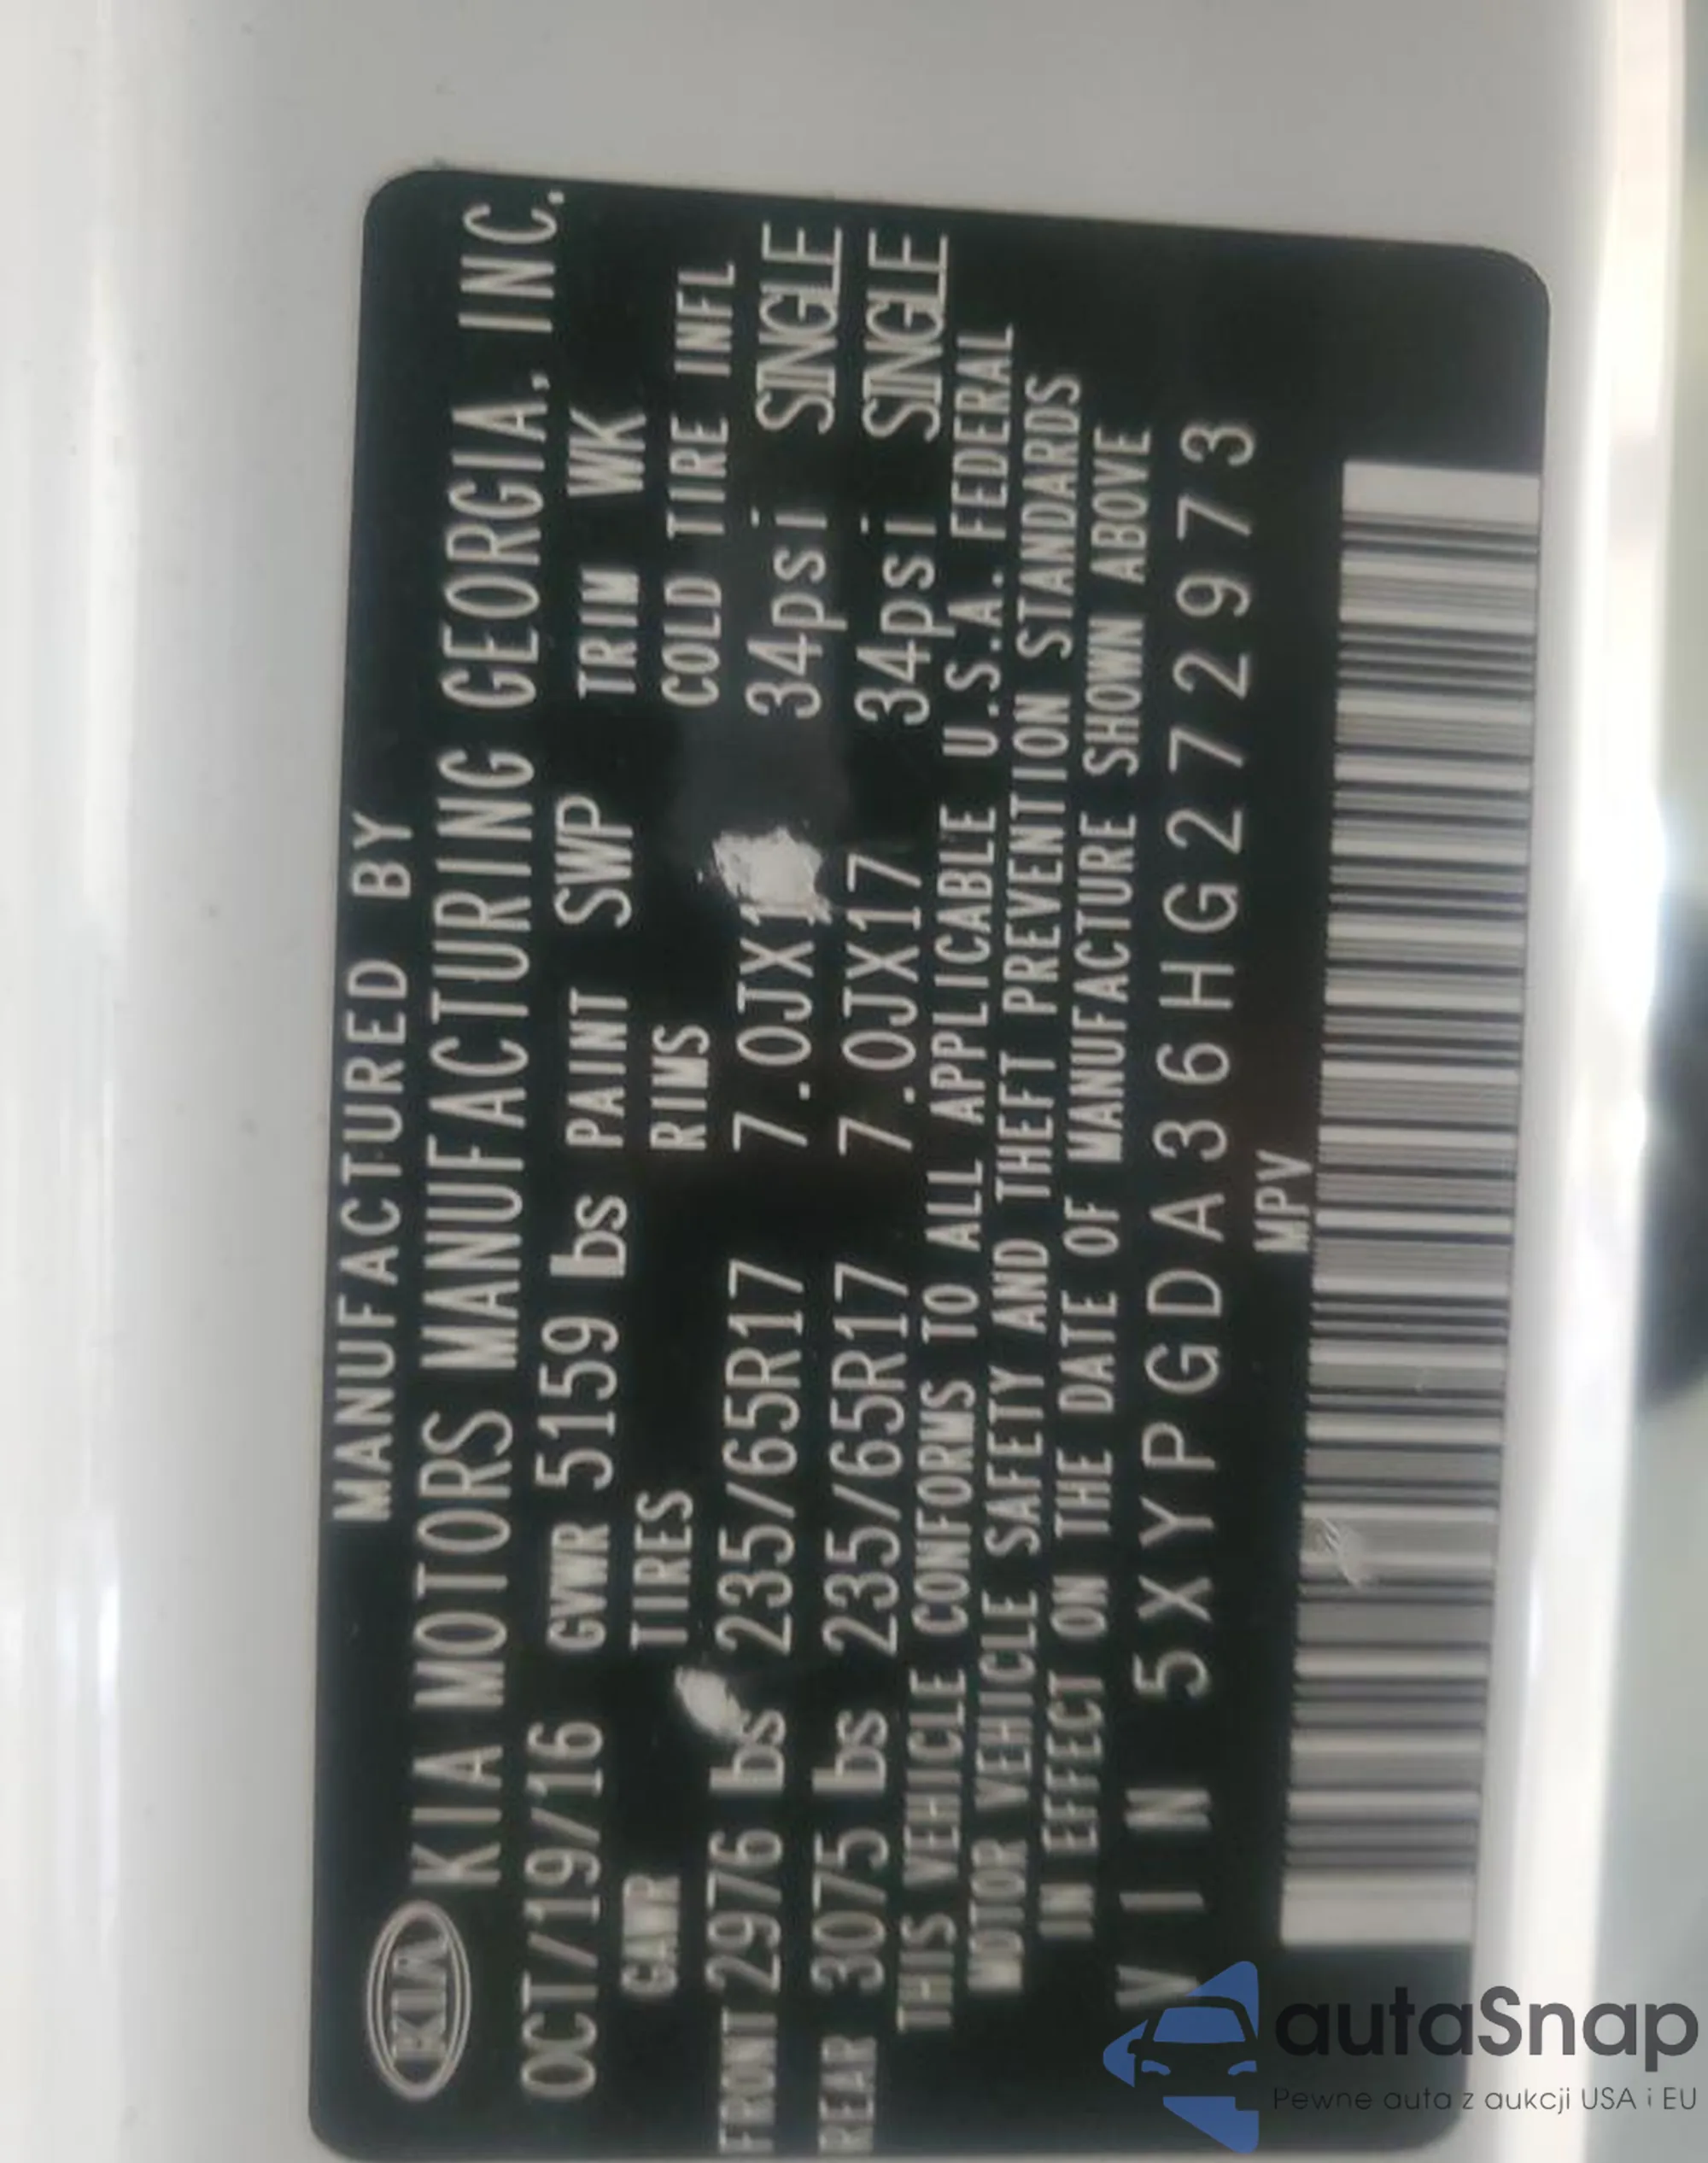 MANUFACTURED BY
KIA KIA MOTORS MANUFACTURING GEORGIA, INC.
OCT/19/16 GVWR 5159 lbs PAINT SWP TRIM WK
GAWR TIRES RIMS COLD TIRE INFL
FRONT 2976 lbs 235/65R17 7.0JX1 34psi SINGLE
REAR 3075 lbs 235/65R17 7.0JX17 34psi SINGLE
THIS VEHICLE CONFORMS TO ALL APPLICABLE U.S.A. FEDERAL
MOTOR VEHICLE SAFETY AND THEFT PREVENTION STANDARDS
IN EFFECT ON THE DATE OF MANUFACTURE SHOWN ABOVE
VIN 5XYPGDA36HG272973
MPV
autaSnap
Pewne auta z aukcji USA i EU